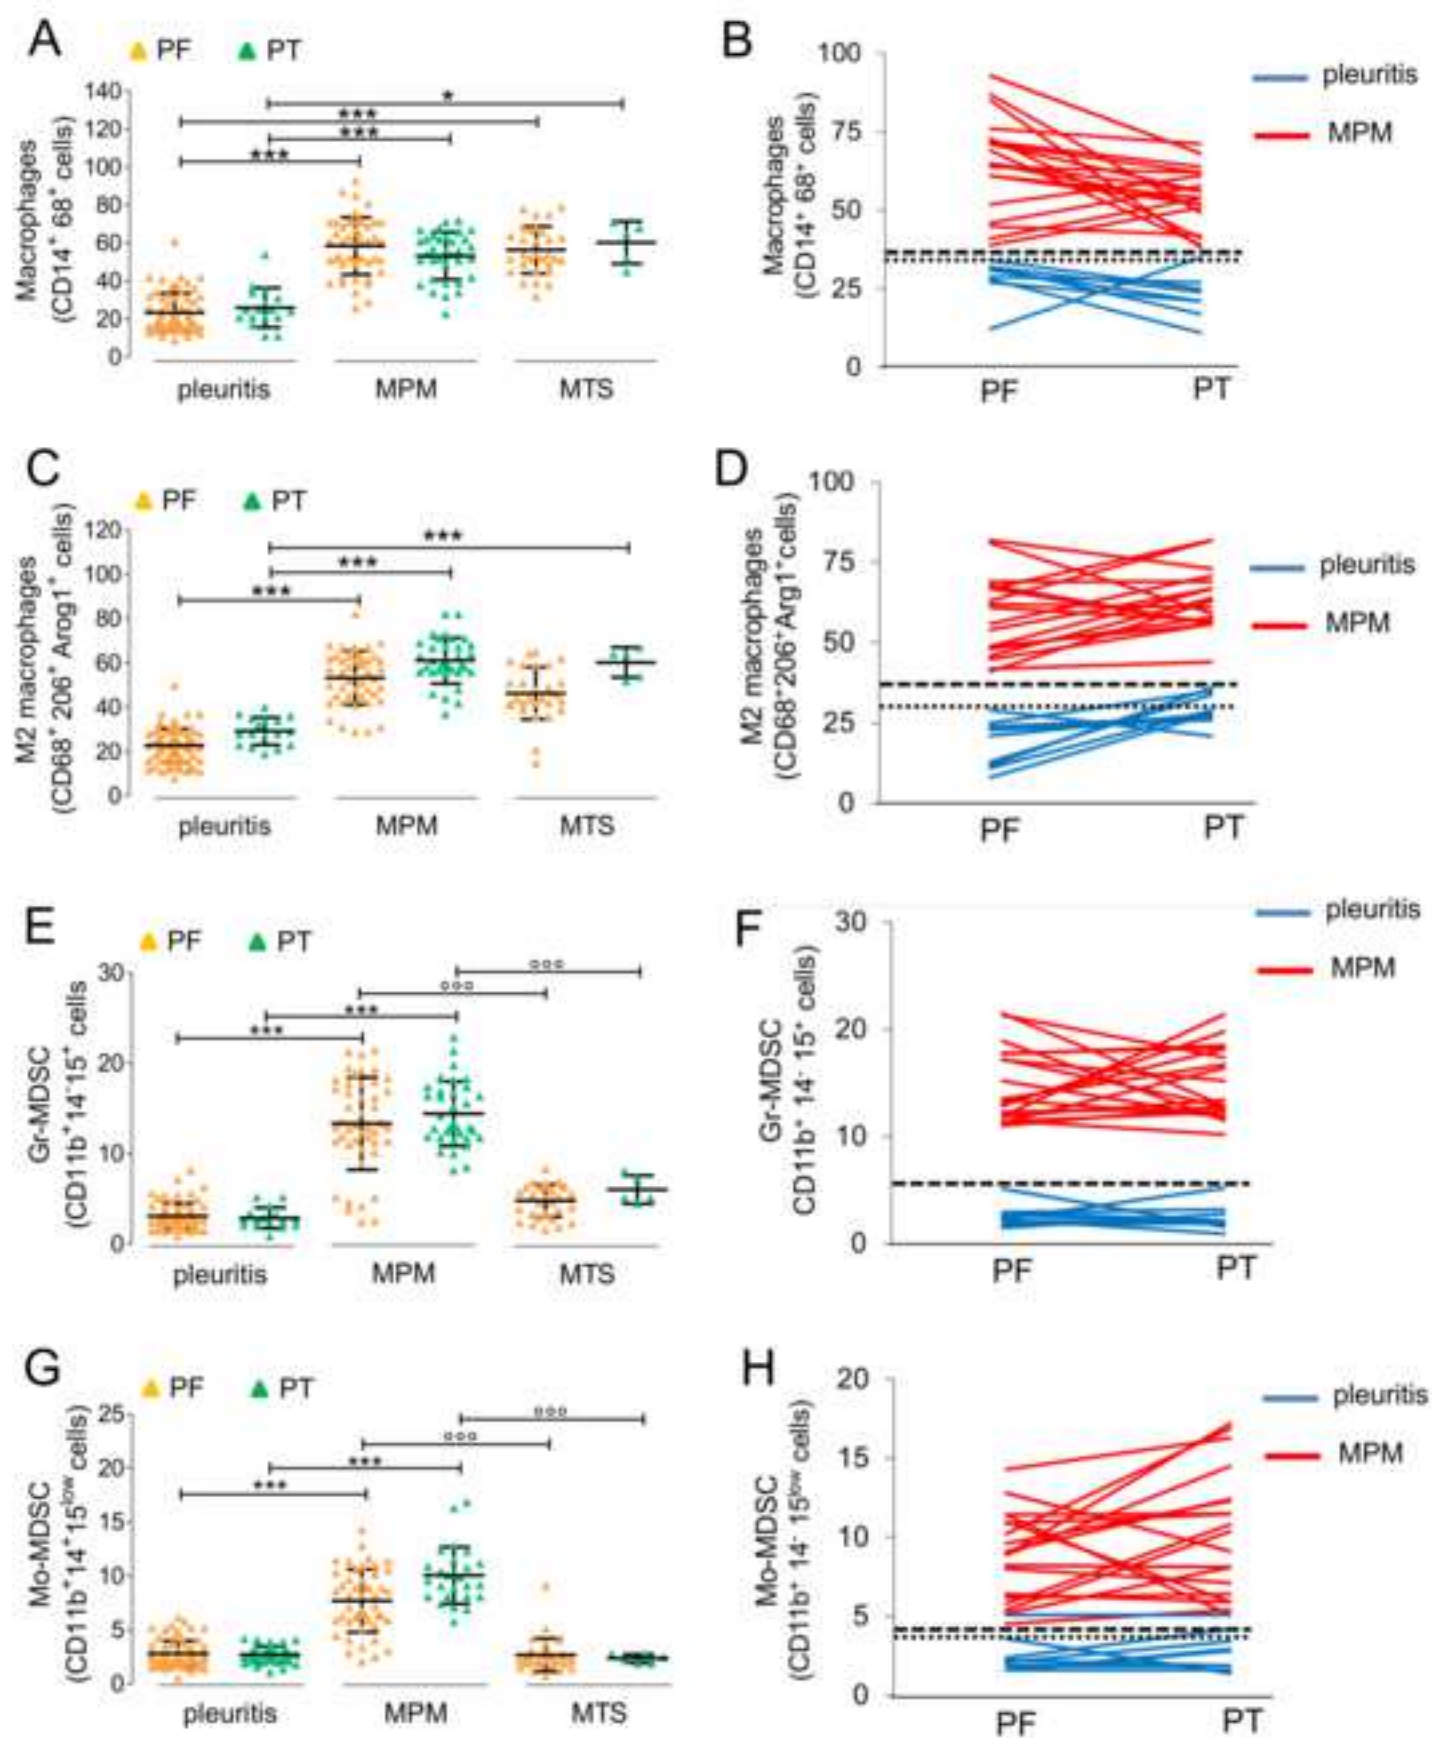 A
PF PT
Macrophages
(CD14⁺ 68⁺ cells)
140
120
100
80
60
40
20
0
*
***
***
***
pleuritis MPM MTS
B
Macrophages
(CD14⁺ 68⁺ cells)
100
75
50
25
0
PF PT
pleuritis
MPM
C
PF PT
M2 macrophages
(CD68⁺ 206⁺ Arog1⁺ cells)
120
100
80
60
40
20
0
***
***
***
pleuritis MPM MTS
D
M2 macrophages
(CD68⁺206⁺Arg1⁺cells)
100
75
50
25
0
PF PT
pleuritis
MPM
E
PF PT
Gr-MDSC
(CD11b⁺14⁻15⁺ cells
30
20
10
0
°°°
°°°
***
***
pleuritis MPM MTS
F
Gr-MDSC
CD11b⁺ 14⁻ 15⁺ cells)
30
20
10
0
PF PT
pleuritis
MPM
G
PF PT
Mo-MDSC
(CD11b⁺14⁺15ˡᵒʷ cells)
25
20
15
10
5
0
°°°
°°°
***
***
pleuritis MPM MTS
H
Mo-MDSC
(CD11b⁺ 14⁻ 15ˡᵒʷ cells)
20
15
10
5
0
PF PT
pleuritis
MPM